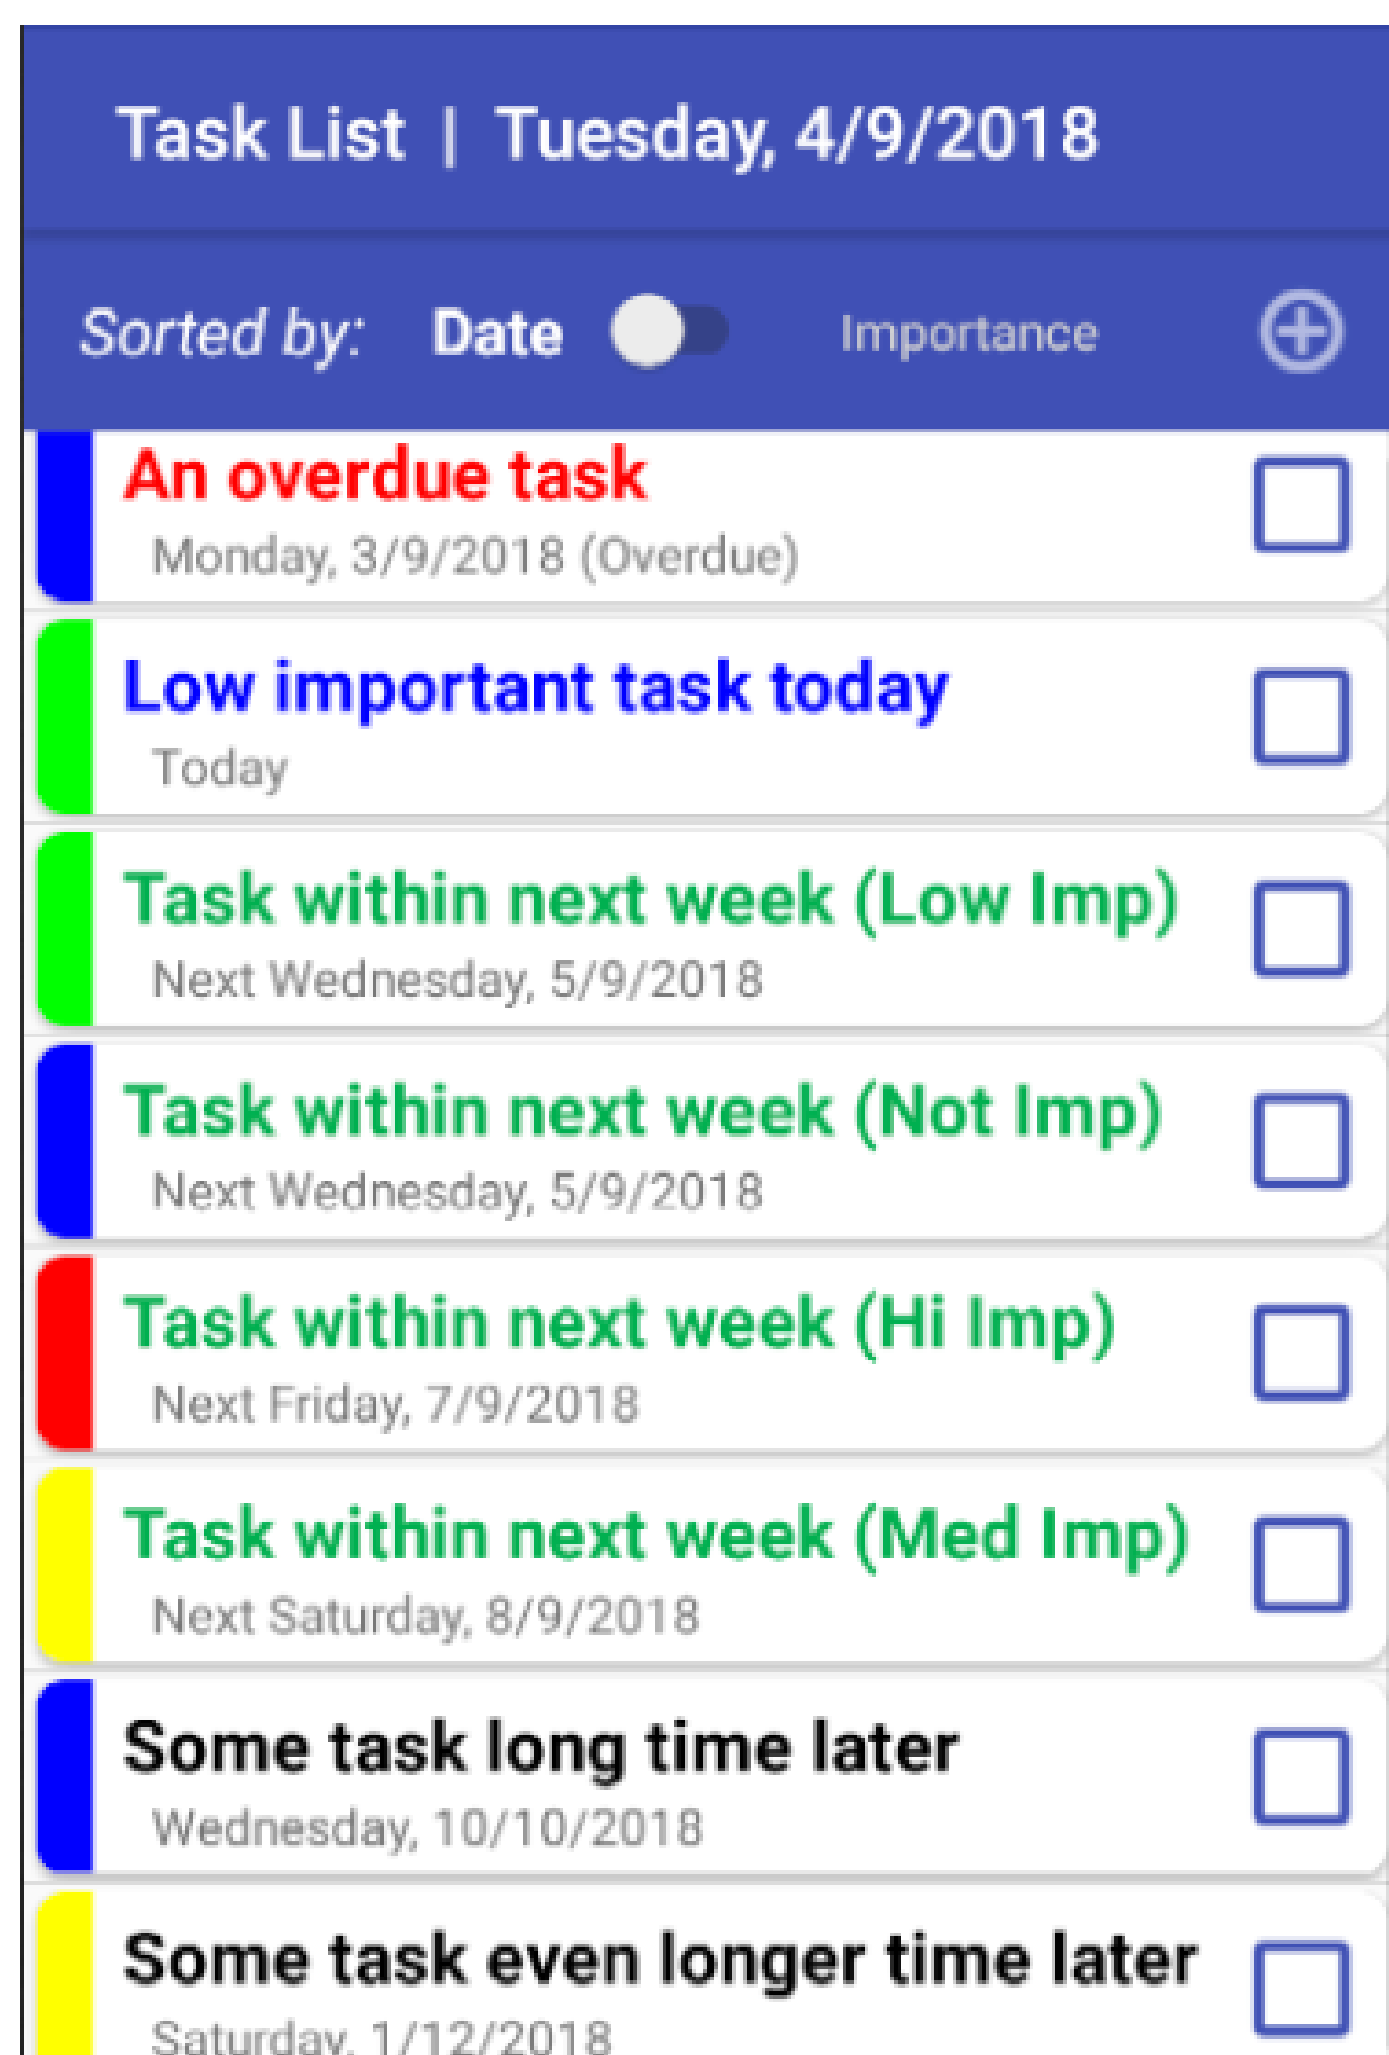 Task List | Tuesday, 4/9/2018
Sorted by: Date Importance
An overdue task
Monday, 3/9/2018 (Overdue)
Low important task today
Today
Task within next week (Low Imp)
Next Wednesday, 5/9/2018
Task within next week (Not Imp)
Next Wednesday, 5/9/2018
Task within next week (Hi Imp)
Next Friday, 7/9/2018
Task within next week (Med Imp)
Next Saturday, 8/9/2018
Some task long time later
Wednesday, 10/10/2018
Some task even longer time later
Saturday, 1/12/2018